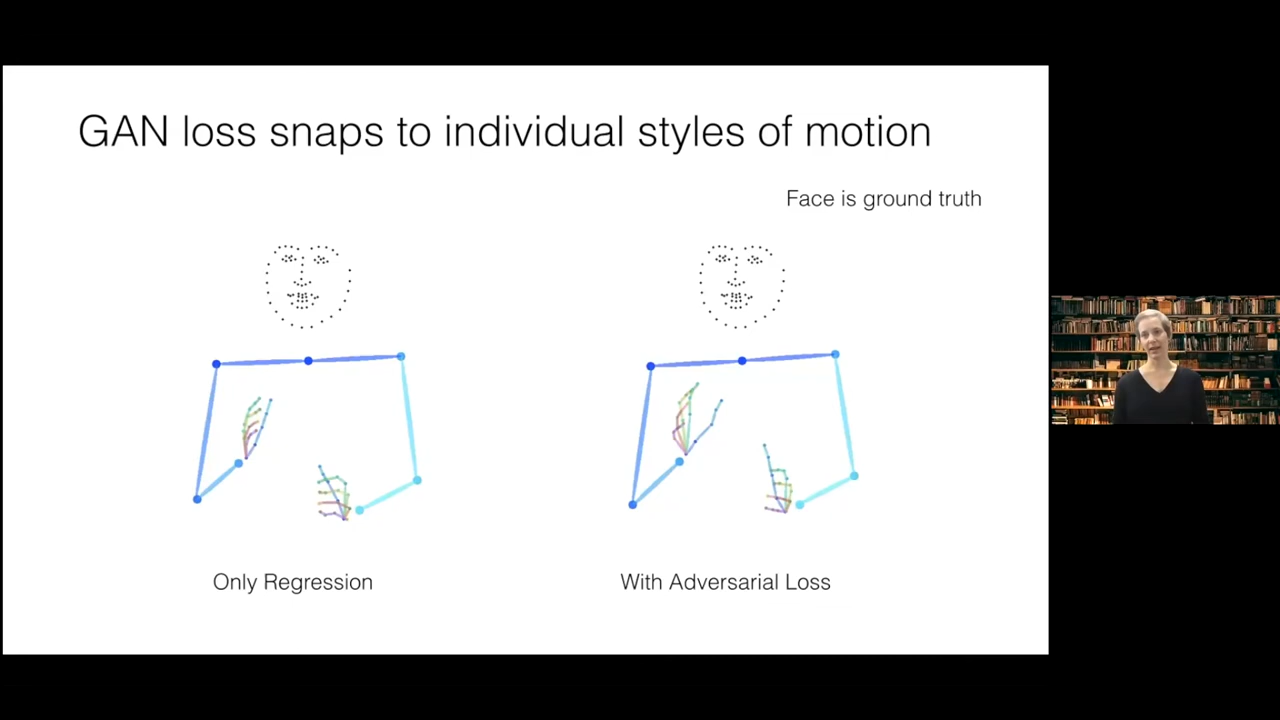 GAN loss snaps to individual styles of motion
Face is ground truth
Only Regression
With Adversarial Loss